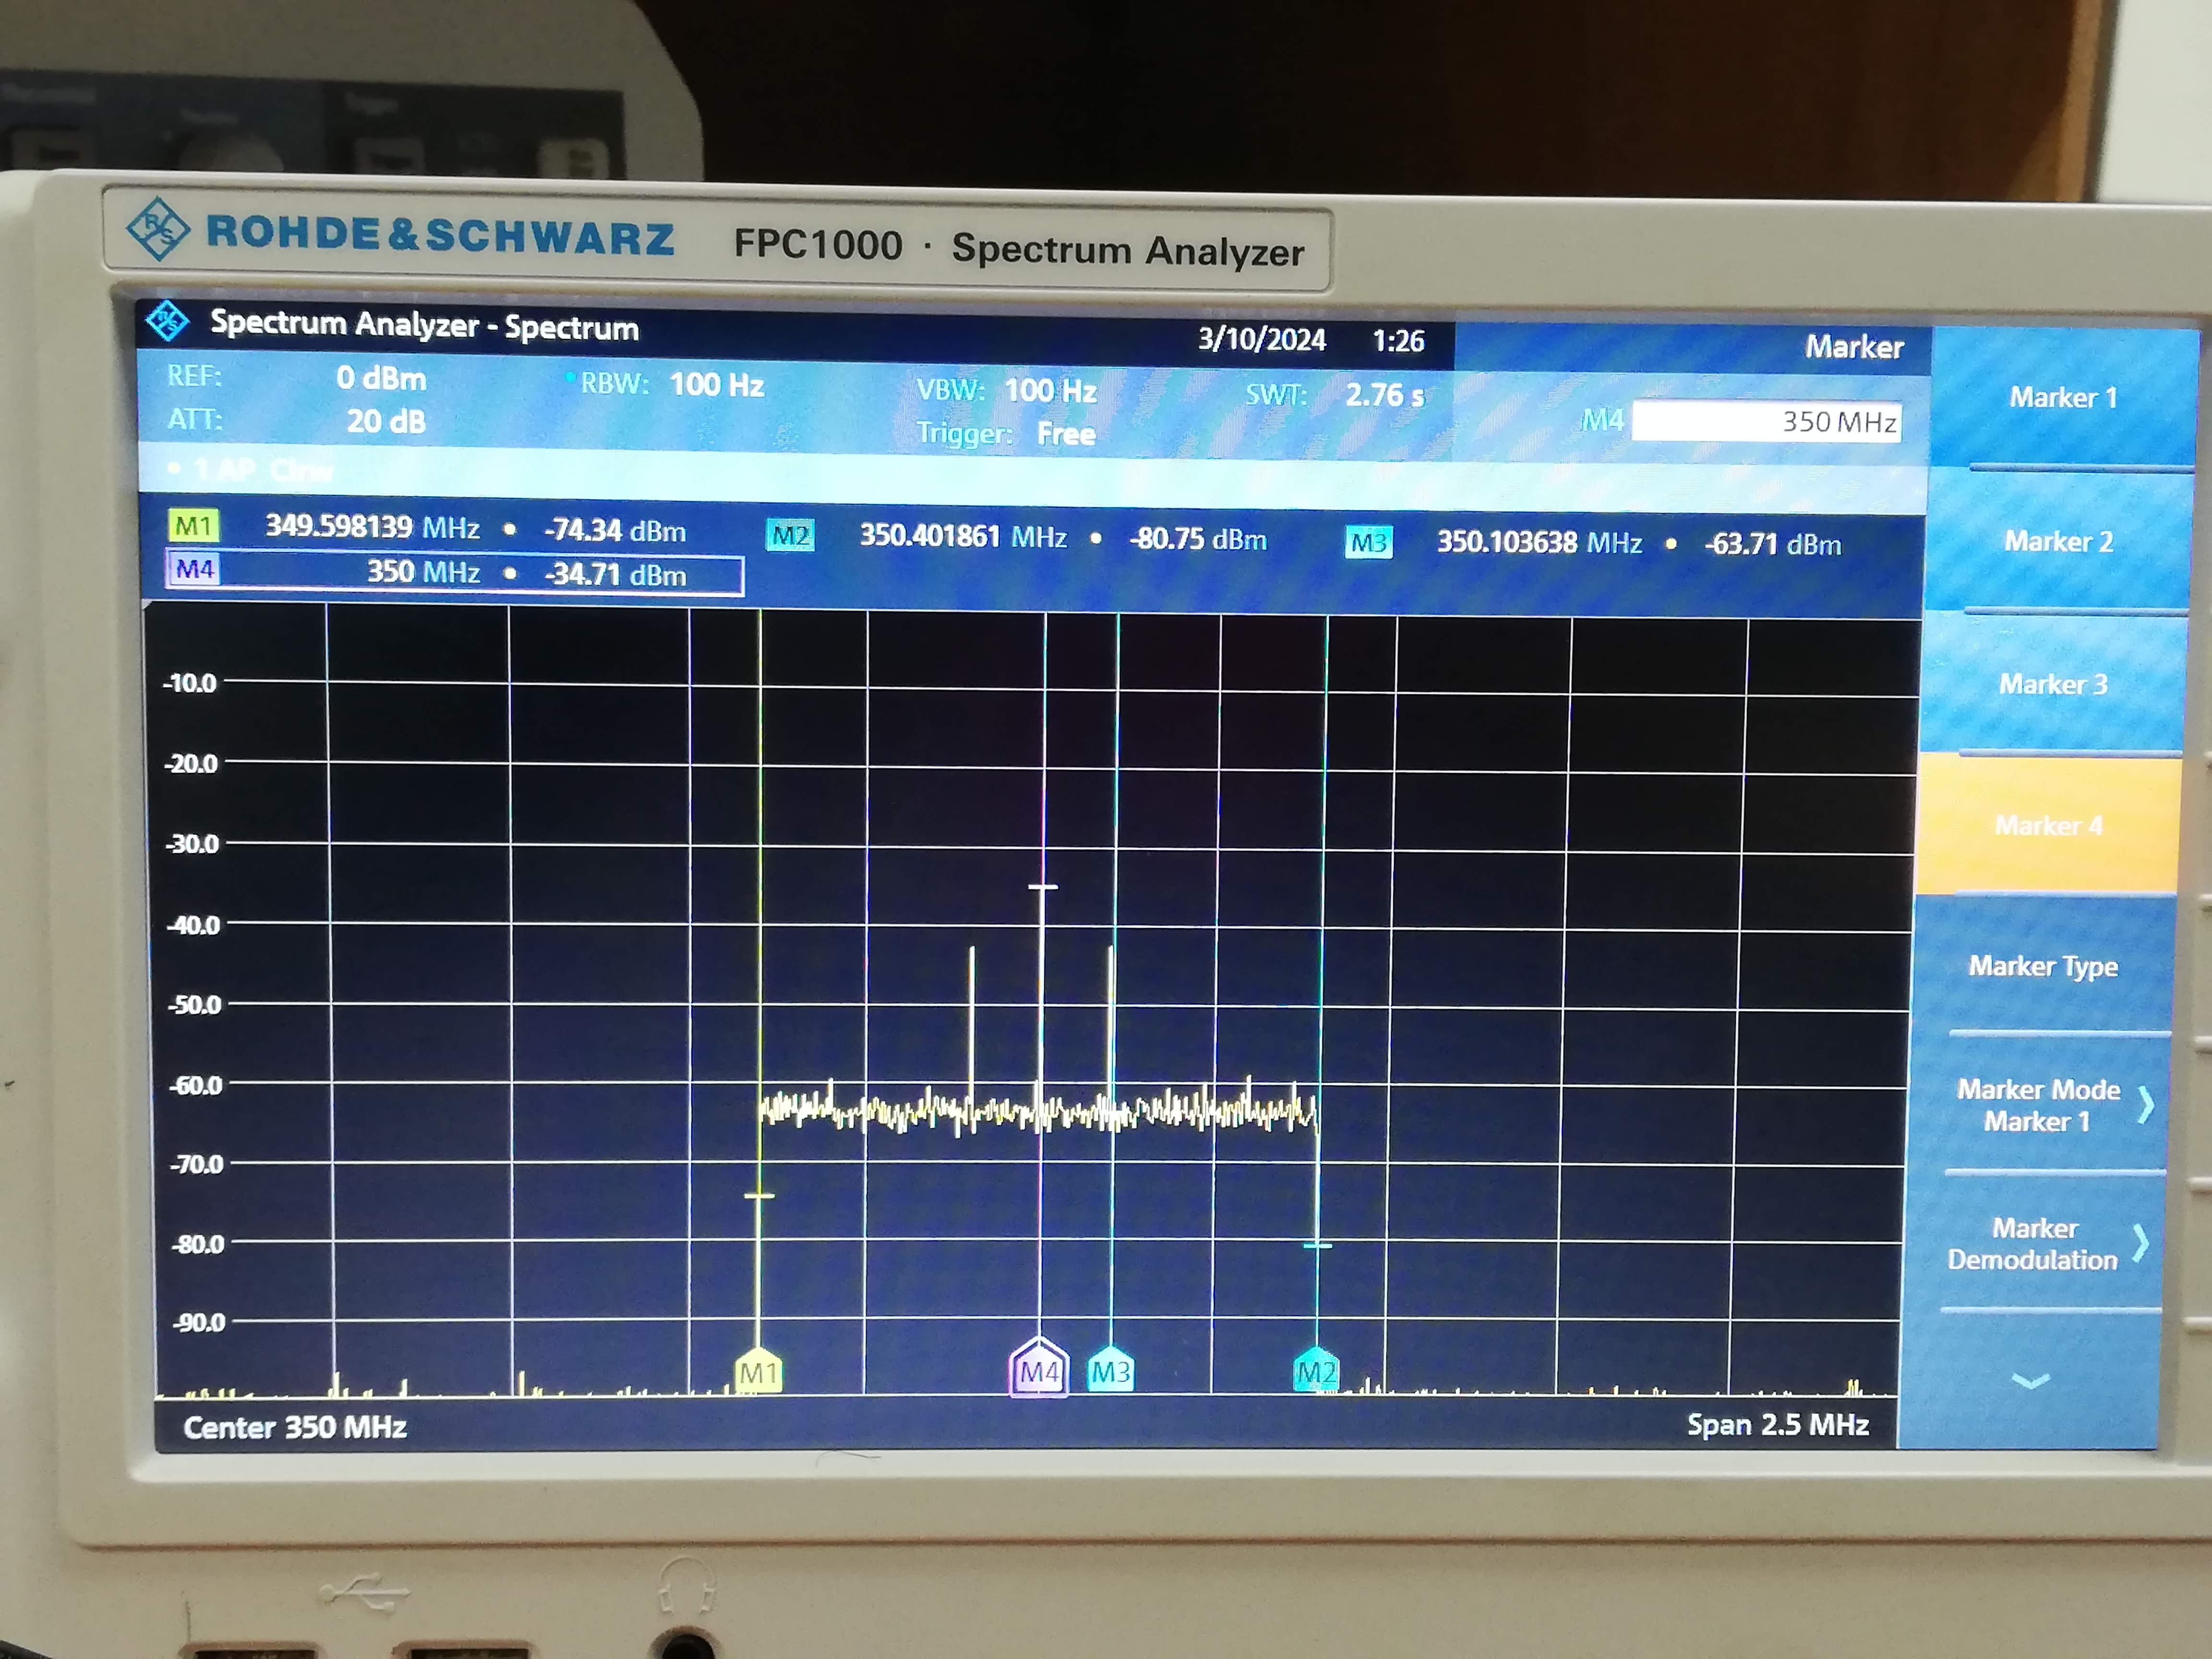 ROHDE&SCHWARZ FPC1000 · Spectrum Analyzer
Spectrum Analyzer - Spectrum 3/10/2024 1:26 Marker
REF: 0 dBm RBW: 100 Hz VBW: 100 Hz SWT: 2.76 s
ATT: 20 dB Trigger: Free M4 350 MHz
1 AP Clrw
M1 349.598139 MHz • -74.34 dBm M2 350.401861 MHz • -80.75 dBm M3 350.103638 MHz • -63.71 dBm
M4 350 MHz • -34.71 dBm
-10.0
-20.0
-30.0
-40.0
-50.0
-60.0
-70.0
-80.0
-90.0
M1 M4 M3 M2
Center 350 MHz Span 2.5 MHz
Marker 1
Marker 2
Marker 3
Marker 4
Marker Type
Marker Mode
Marker 1
Marker
Demodulation